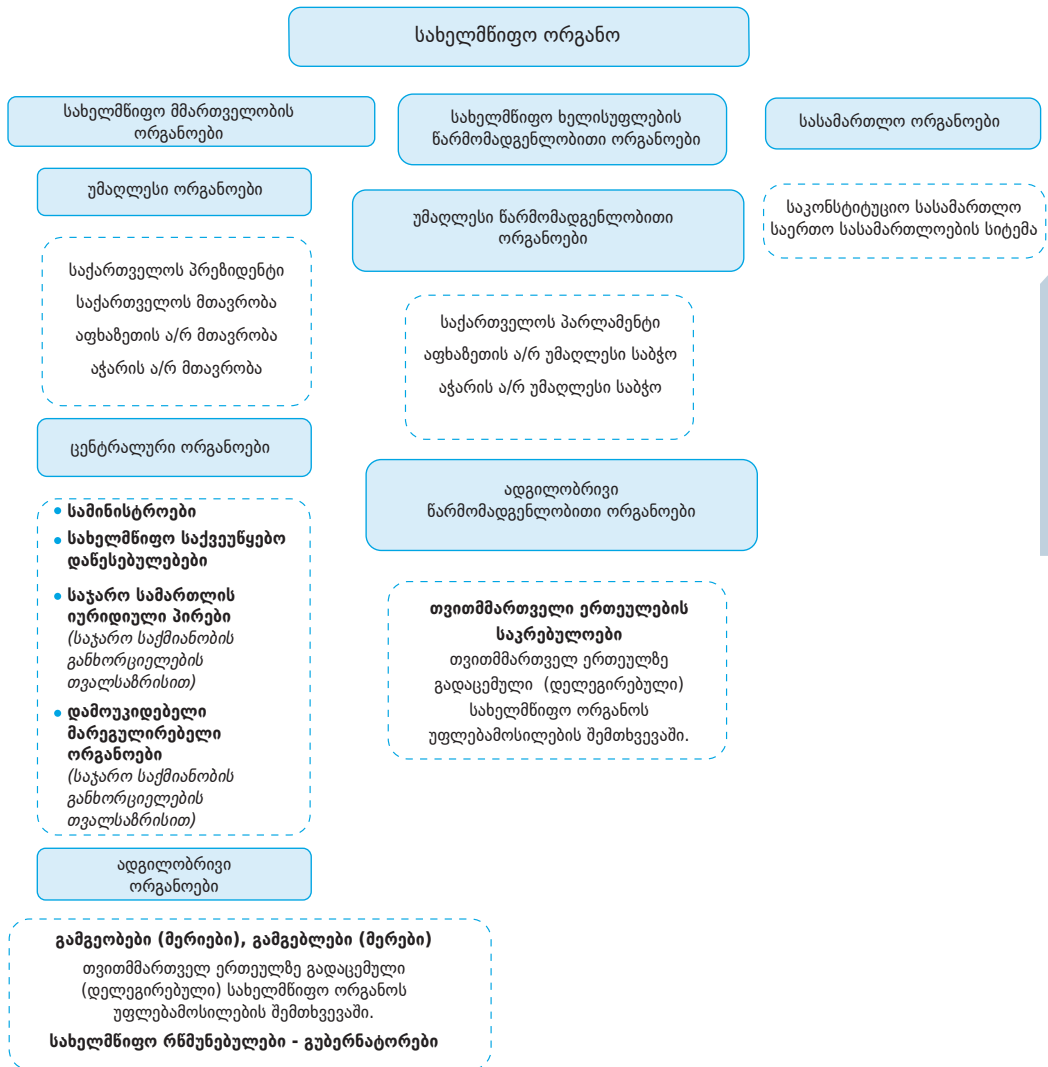 სახელმწიფო ორგანო
სახელმწიფო მმართველობის
ორგანოები
უმაღლესი ორგანოები
საქართველოს პრეზიდენტი
საქართველოს მთავრობა
აფხაზეთის ა/რ მთავრობა
აჭარის ა/რ მთავრობა
ცენტრალური ორგანოები
• სამინისტროები
• სახელმწიფო საქვეუწყებო
დაწესებულებები
• საჯარო სამართლის
იურიდიული პირები
(საჯარო საქმიანობის
განხორციელების
თვალსაზრისით)
• დამოუკიდებელი
მარეგულირებელი
ორგანოები
(საჯარო საქმიანობის
განხორციელების
თვალსაზრისით)
ადგილობრივი
ორგანოები
გამგეობები (მერიები), გამგებლები (მერები)
თვითმმართველ ერთეულზე გადაცემული
(დელეგირებული) სახელმწიფო ორგანოს
უფლებამოსილების შემთხვევაში.
სახელმწიფო რწმუნებულები - გუბერნატორები
სახელმწიფო ხელისუფლების
წარმომადგენლობითი ორგანოები
უმაღლესი წარმომადგენლობითი
ორგანოები
საქართველოს პარლამენტი
აფხაზეთის ა/რ უმაღლესი საბჭო
აჭარის ა/რ უმაღლესი საბჭო
ადგილობრივი
წარმომადგენლობითი ორგანოები
თვითმმართველი ერთეულების
საკრებულოები
თვითმმართველ ერთეულზე
გადაცემული (დელეგირებული)
სახელმწიფო ორგანოს
უფლებამოსილების შემთხვევაში.
სასამართლო ორგანოები
საკონსტიტუციო სასამართლო
საერთო სასამართლოების სიტემა